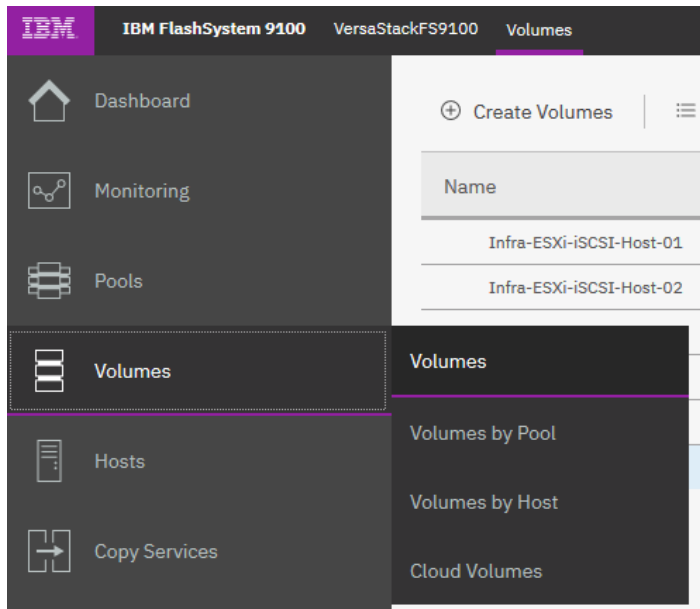 IBM IBM FlashSystem 9100 VersaStackFS9100 Volumes
Dashboard
Create Volumes
Monitoring
Name
Infra-ESXi-iSCSI-Host-01
Pools
Infra-ESXi-iSCSI-Host-02
Volumes
Volumes
Volumes by Pool
Hosts
Volumes by Host
Copy Services
Cloud Volumes